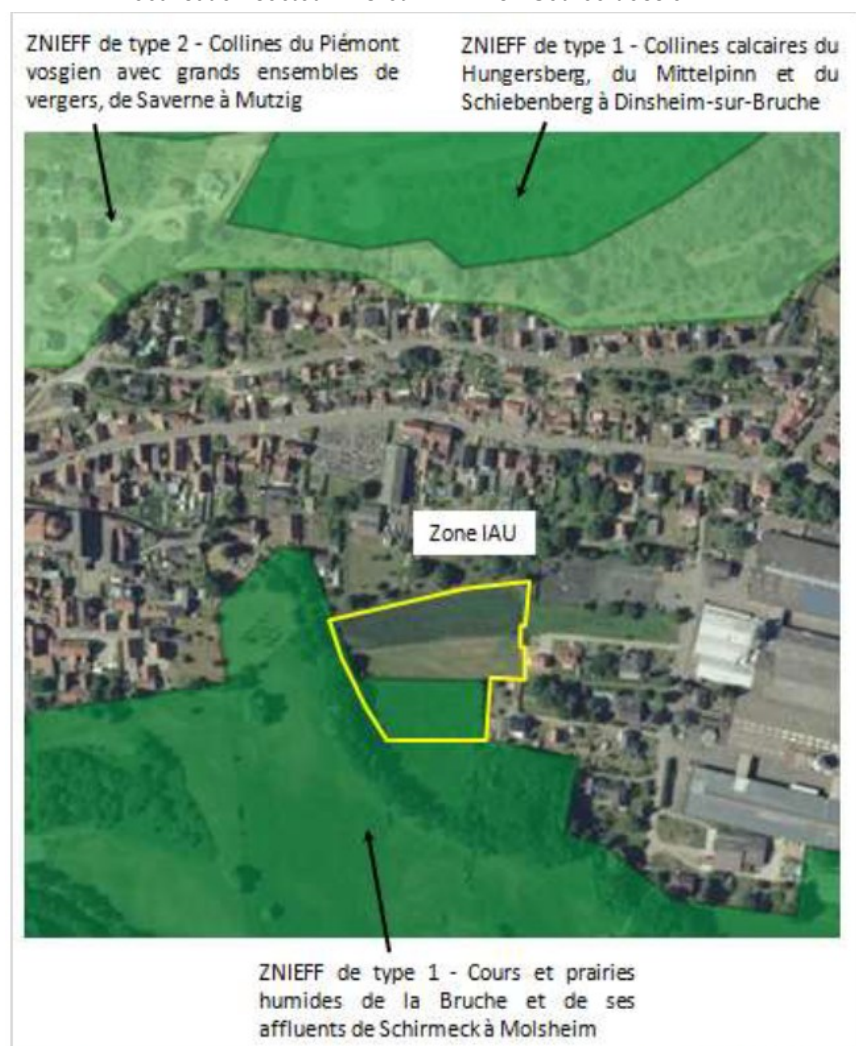 ZNIEFF de type 2 - Collines du Piémont
vosgien avec grands ensembles de
vergers, de Saverne à Mutzig
ZNIEFF de type 1 - Collines calcaires du
Hungersberg, du Mittelpinn et du
Schiebenberg à Dinsheim-sur-Bruche
Zone IAU
ZNIEFF de type 1 - Cours et prairies
humides de la Bruche et de ses
affluents de Schirmeck à Molsheim